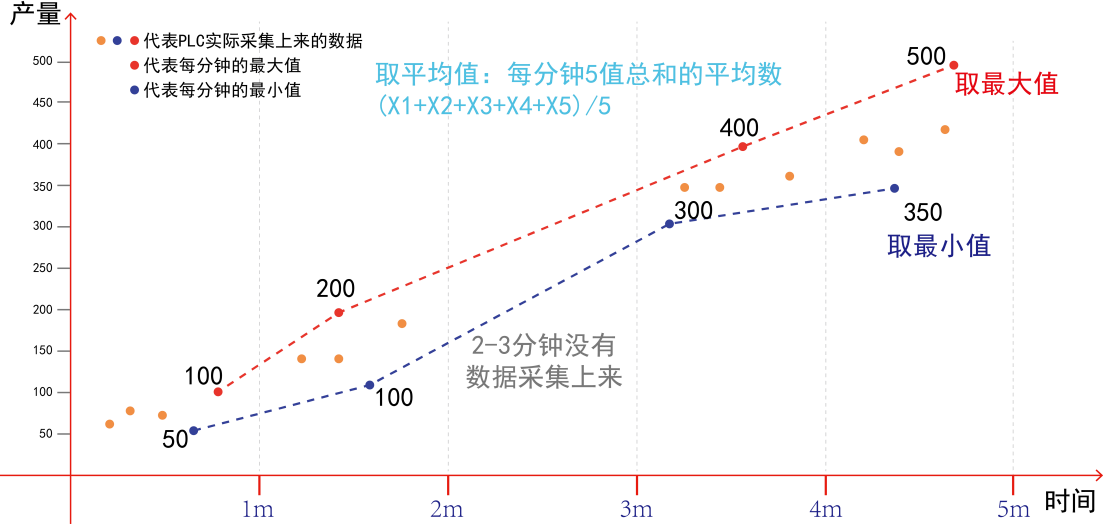 产量
代表PLC实际采集上来的数据
代表每分钟的最大值
代表每分钟的最小值
取平均值：每分钟5值总和的平均数
(X1+X2+X3+X4+X5)/5
500
取最大值
400
300
350
取最小值
200
100
2-3分钟没有
数据采集上来
100
50
500
450
400
350
300
250
200
150
100
50
1m
2m
3m
4m
5m
时间